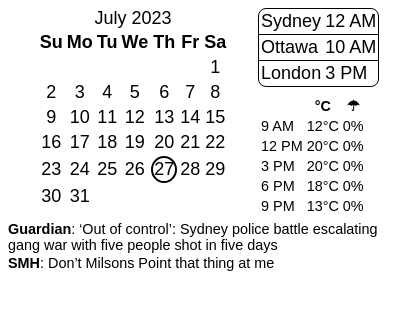 July 2023
Su Mo Tu We Th Fr Sa
1
2 3 4 5 6 7 8
9 10 11 12 13 14 15
16 17 18 19 20 21 22
23 24 25 26 27 28 29
30 31
Sydney 12 AM
Ottawa 10 AM
London 3 PM
°C ☂
9 AM 12°C 0%
12 PM 20°C 0%
3 PM 20°C 0%
6 PM 18°C 0%
9 PM 13°C 0%
Guardian: ‘Out of control’: Sydney police battle escalating
gang war with five people shot in five days
SMH: Don’t Milsons Point that thing at me